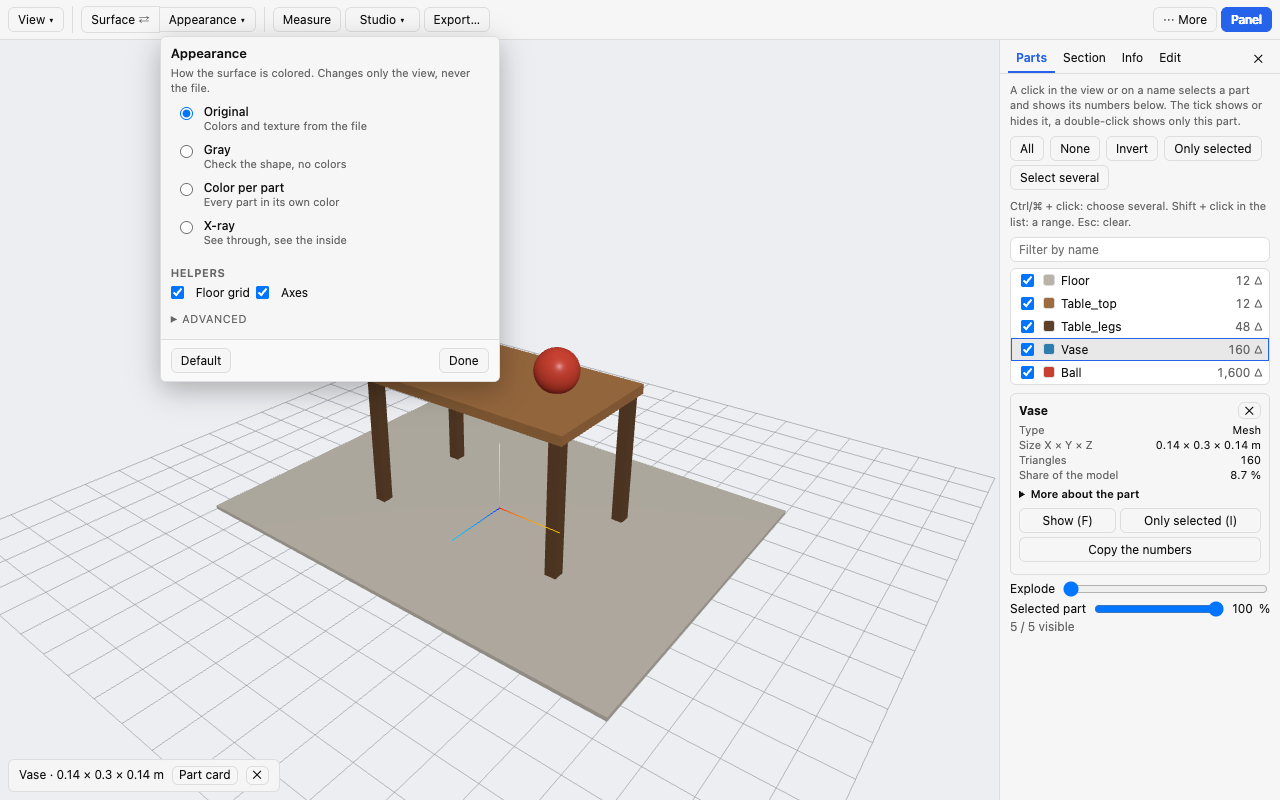 View ▾
Surface ⇄
Appearance ▾
Measure
Studio ▾
Export...
··· More
Panel
Appearance
How the surface is colored. Changes only the view, never
the file.
Original
Colors and texture from the file
Gray
Check the shape, no colors
Color per part
Every part in its own color
X-ray
See through, see the inside
HELPERS
Floor grid
Axes
▶ ADVANCED
Default
Done
Parts
Section
Info
Edit
×
A click in the view or on a name selects a part
and shows its numbers below. The tick shows or
hides it, a double-click shows only this part.
All
None
Invert
Only selected
Select several
Ctrl/⌘ + click: choose several. Shift + click in the
list: a range. Esc: clear.
Filter by name
Floor 12 Δ
Table_top 12 Δ
Table_legs 48 Δ
Vase 160 Δ
Ball 1,600 Δ
Vase ×
Type Mesh
Size X × Y × Z 0.14 × 0.3 × 0.14 m
Triangles 160
Share of the model 8.7 %
▶ More about the part
Show (F)
Only selected (I)
Copy the numbers
Explode
Selected part 100 %
5 / 5 visible
Vase · 0.14 × 0.3 × 0.14 m
Part card
×